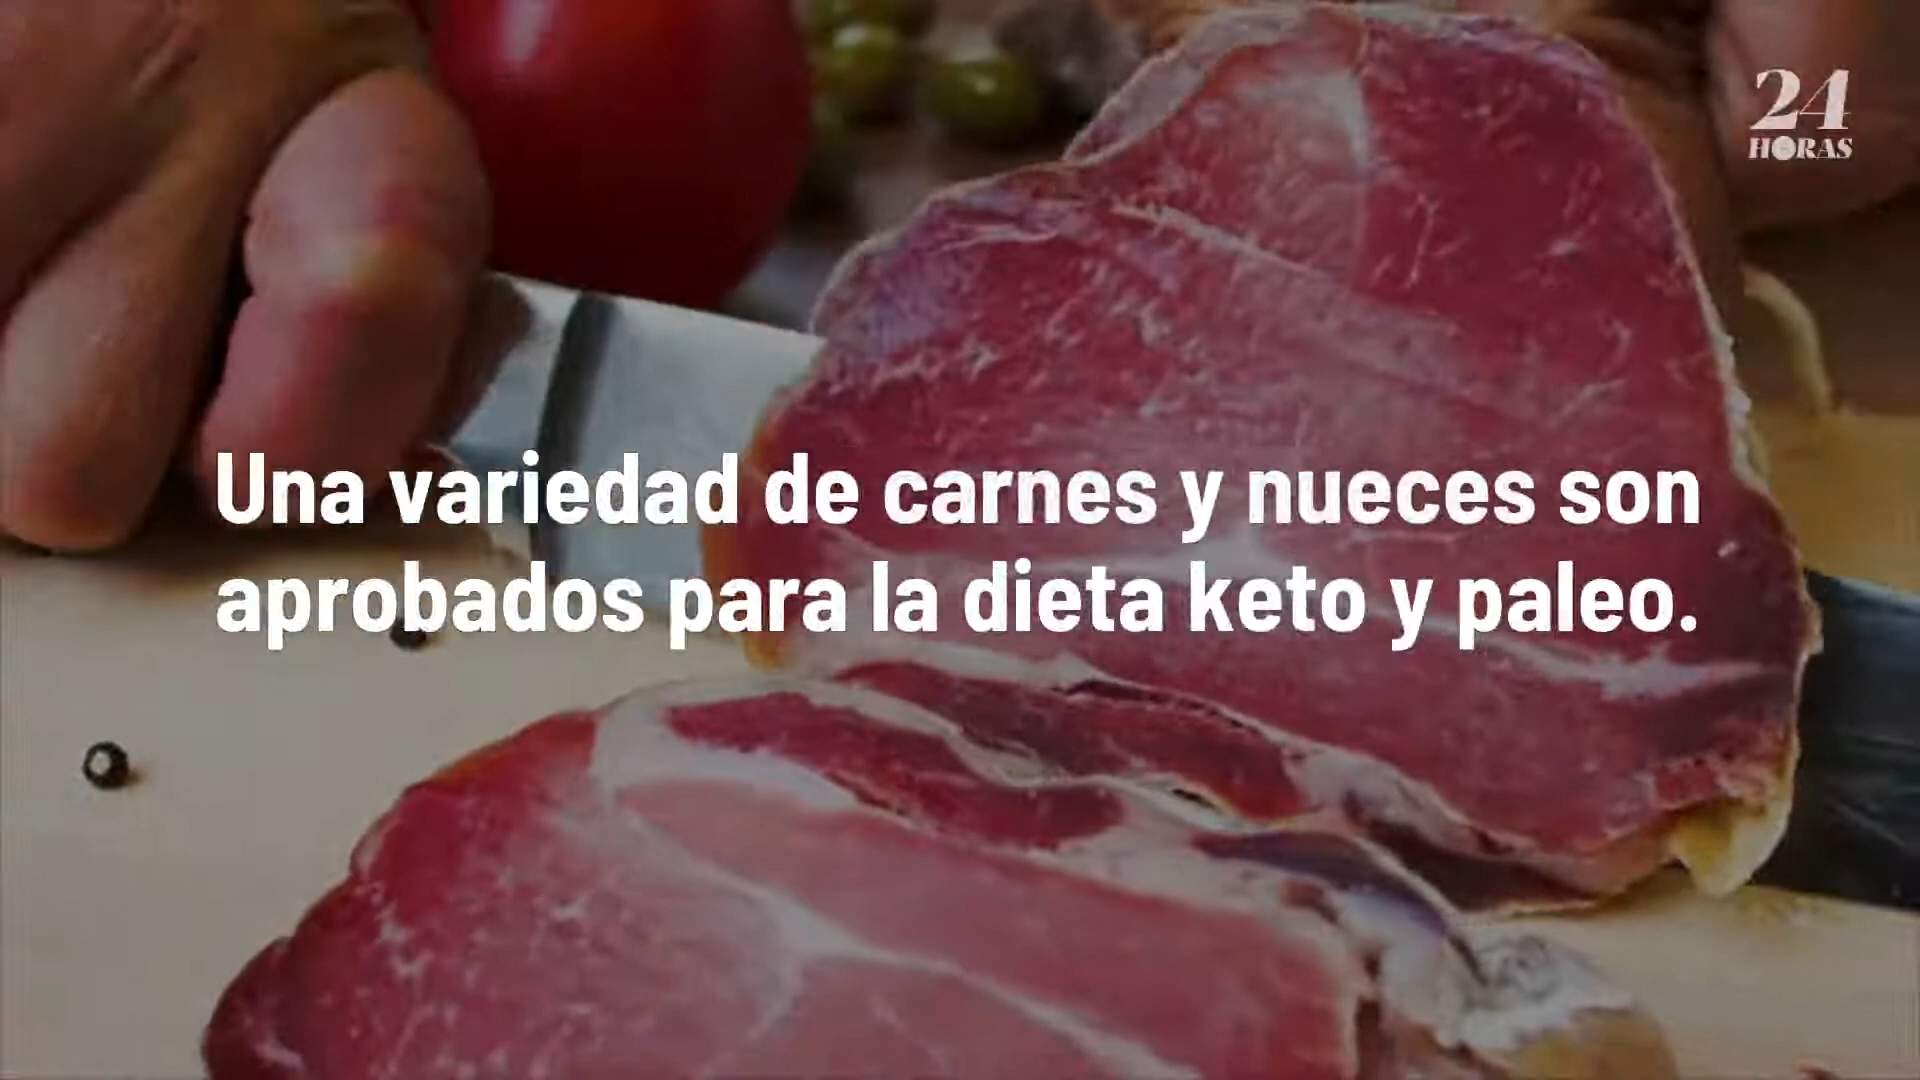 24
HORAS
Una variedad de carnes y nueces son
aprobados para la dieta keto y paleo.